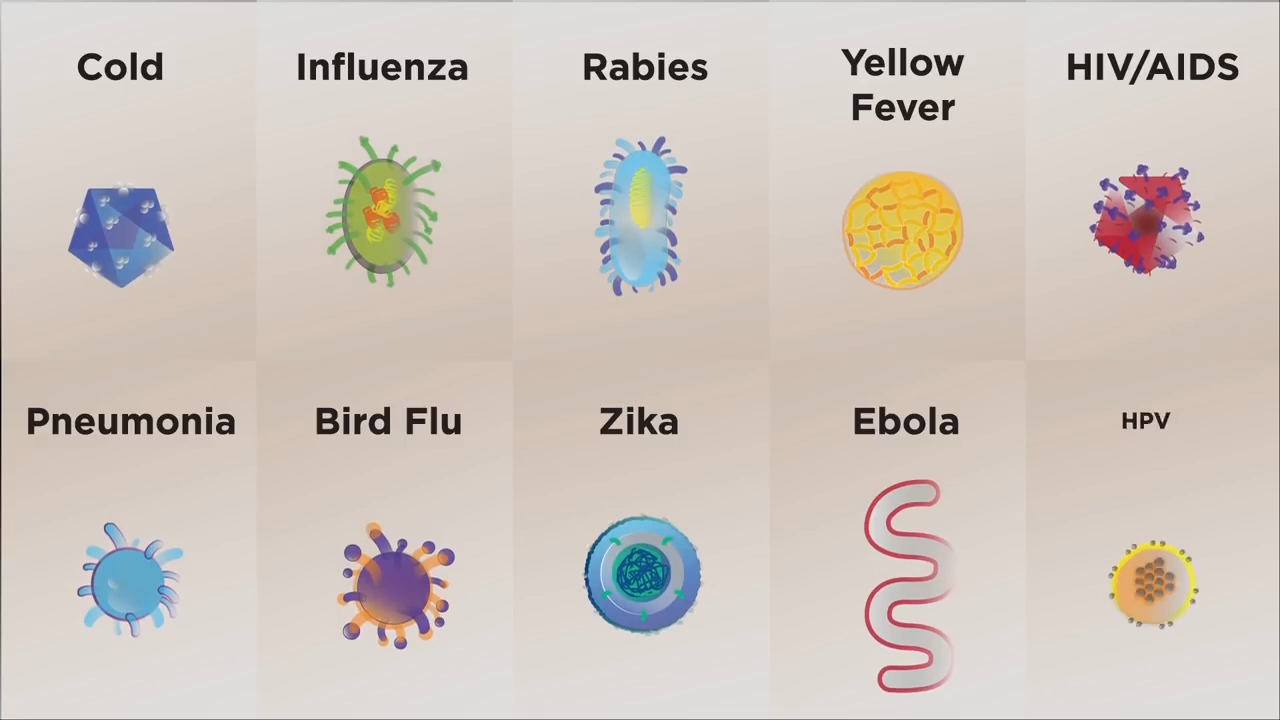 Cold
Influenza
Rabies
Yellow
Fever
HIV/AIDS
Pneumonia
Bird Flu
Zika
Ebola
HPV